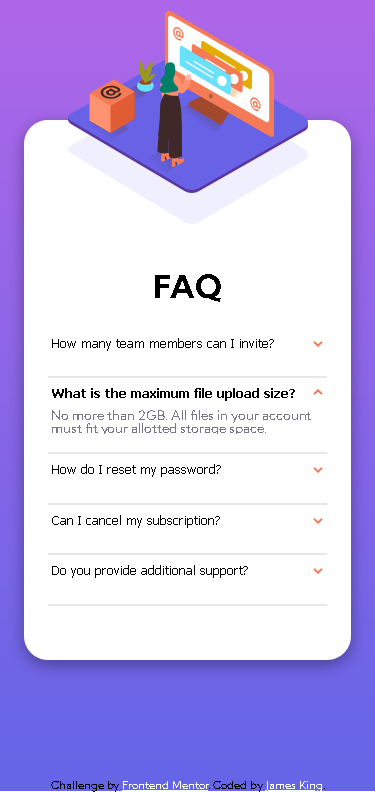 FAQ
How many team members can I invite?
What is the maximum file upload size?
No more than 2GB. All files in your account
must fit your allotted storage space.
How do I reset my password?
Can I cancel my subscription?
Do you provide additional support?
Challenge by Frontend Mentor Coded by James King.